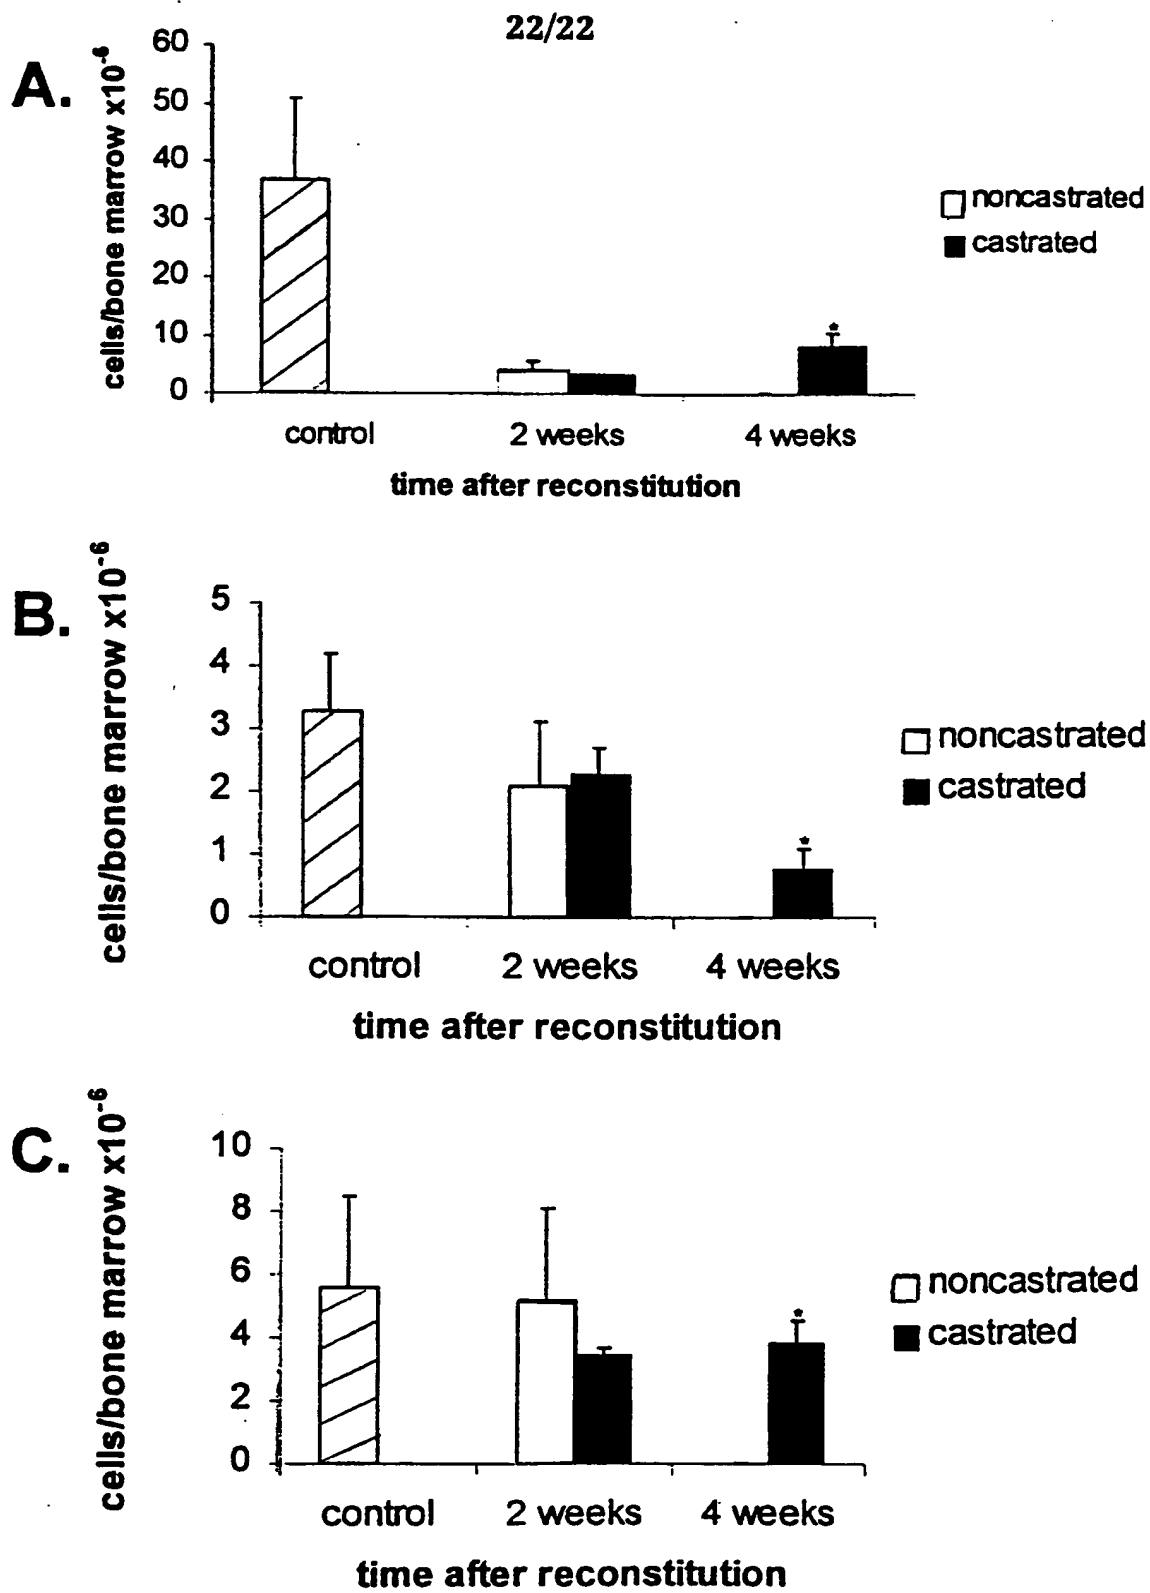 22/22
A.
cells/bone marrow x10-6
60
50
40
30
20
10
0
*
noncastrated
castrated
control 2 weeks 4 weeks
time after reconstitution
B.
cells/bone marrow x10-6
5
4
3
2
1
0
*
noncastrated
castrated
control 2 weeks 4 weeks
time after reconstitution
C.
cells/bone marrow x10-6
10
8
6
4
2
0
*
noncastrated
castrated
control 2 weeks 4 weeks
time after reconstitution